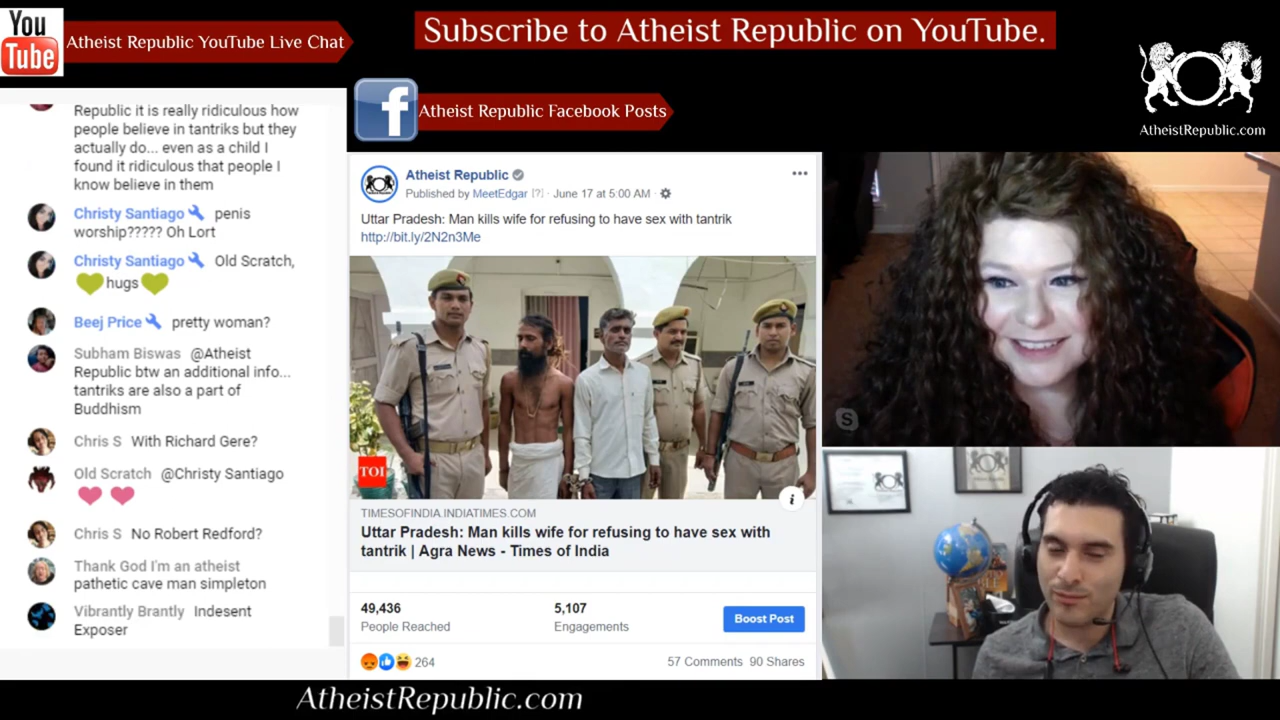 You
Tube
Atheist Republic YouTube Live Chat
Subscribe to Atheist Republic on YouTube.
AtheistRepublic.com
Atheist Republic Facebook Posts
Republic it is really ridiculous how
people believe in tantriks but they
actually do... even as a child I
found it ridiculous that people I
know believe in them
Christy Santiago penis
worship????? Oh Lort
Christy Santiago Old Scratch,
hugs
Beej Price pretty woman?
Subham Biswas @Atheist
Republic btw an additional info...
tantriks are also a part of
Buddhism
Chris S With Richard Gere?
Old Scratch @Christy Santiago
Chris S No Robert Redford?
Thank God I'm an atheist
pathetic cave man simpleton
Vibrantly Brantly Indesent
Exposer
Atheist Republic
Published by MeetEdgar [?] · June 17 at 5:00 AM ·
Uttar Pradesh: Man kills wife for refusing to have sex with tantrik
http://bit.ly/2N2n3Me
TOI
i
TIMESOFINDIA.INDIATIMES.COM
Uttar Pradesh: Man kills wife for refusing to have sex with
tantrik | Agra News - Times of India
49,436
People Reached
5,107
Engagements
Boost Post
264
57 Comments 90 Shares
S
AtheistRepublic.com